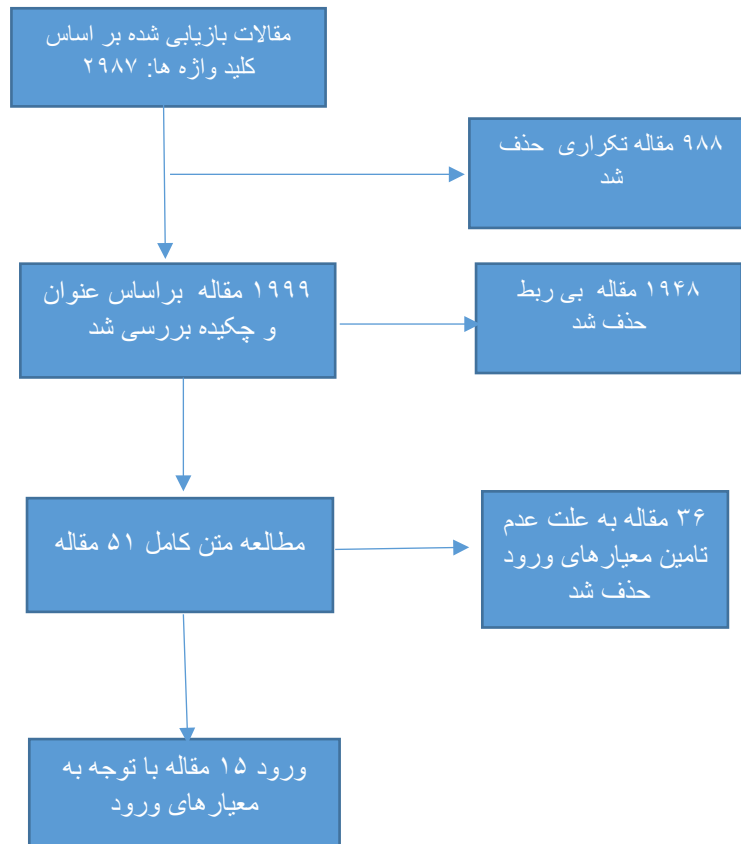 مقالات بازیابی شده بر اساس
کلید واژه ها: ۲۹۸۷
۹۸۸ مقاله تکراری حذف
شد
۱۹۹۹ مقاله براساس عنوان
و چکیده بررسی شد
۱۹۴۸ مقاله بی ربط
حذف شد
مطالعه متن کامل ۵۱ مقاله
۳۶ مقاله به علت عدم
تامین معیارهای ورود
حذف شد
ورود ۱۵ مقاله با توجه به
معیارهای ورود